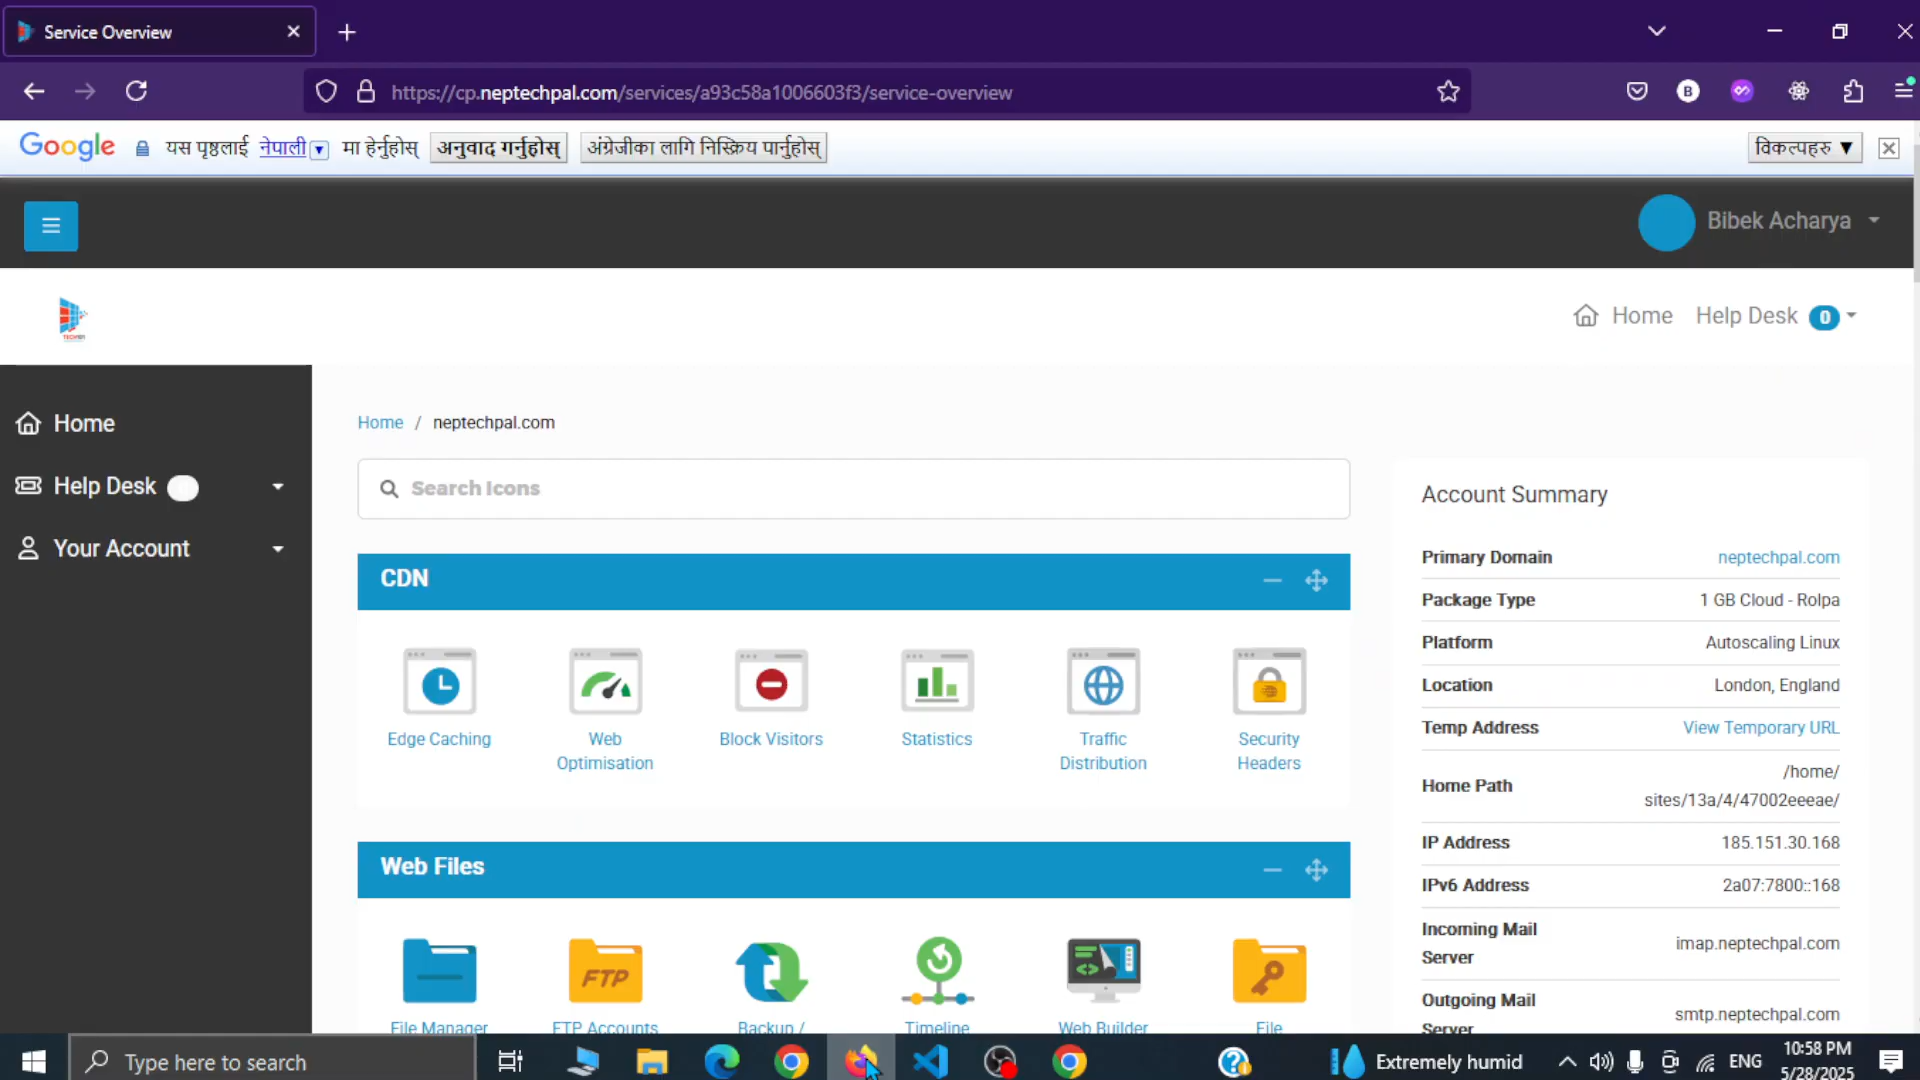 Service Overview
https://cp.neptechpal.com/services/a93c58a1006603f3/service-overview
B
Google यस पृष्ठलाई नेपाली ▼ मा हेर्नुहोस् अनुवाद गर्नुहोस् अंग्रेजीका लागि निस्क्रिय पार्नुहोस् विकल्पहरु ▼
Bibek Acharya
Home Help Desk 0
Home
Help Desk
Your Account
Home / neptechpal.com
Search Icons
CDN
Edge Caching
Web Optimisation
Block Visitors
Statistics
Traffic Distribution
Security Headers
Web Files
FTP
File Manager
FTP Accounts
Backup /
Timeline
Web Builder
File
Account Summary
Primary Domain neptechpal.com
Package Type 1 GB Cloud - Rolpa
Platform Autoscaling Linux
Location London, England
Temp Address View Temporary URL
Home Path /home/
sites/13a/4/47002eeeae/
IP Address 185.151.30.168
IPv6 Address 2a07:7800::168
Incoming Mail Server imap.neptechpal.com
Outgoing Mail Server smtp.neptechpal.com
Type here to search
Extremely humid
ENG
10:58 PM
5/28/2025